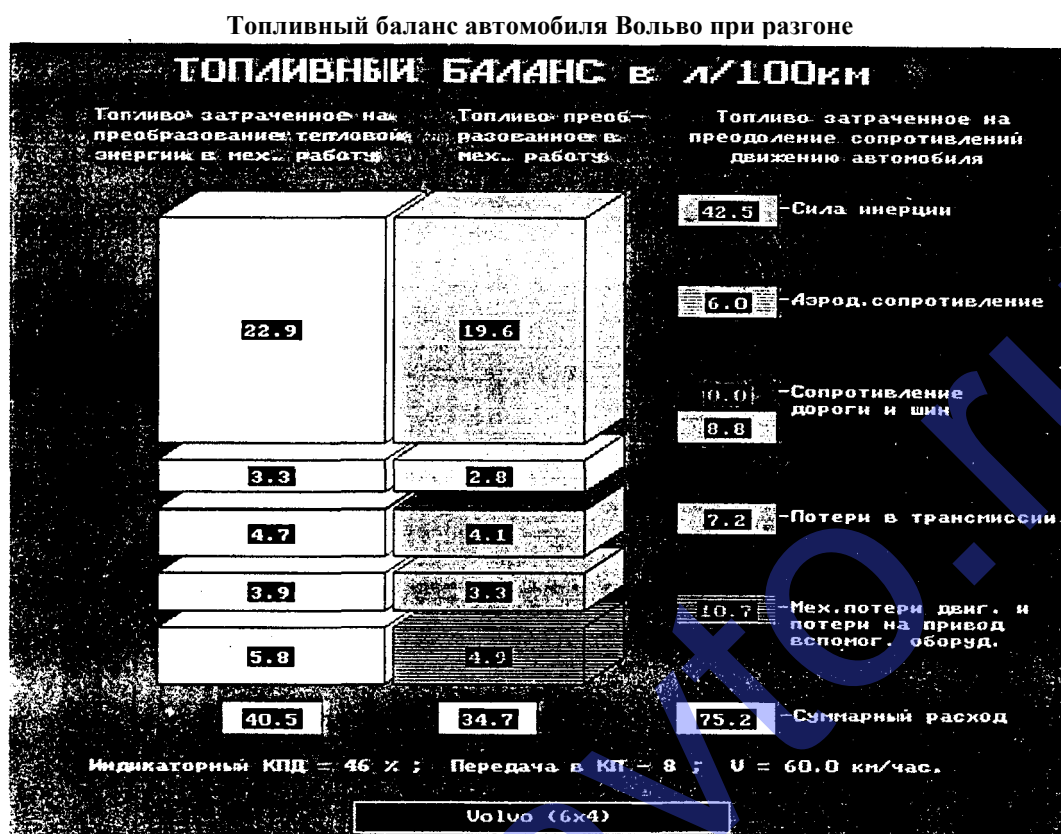 Топливный баланс автомобиля Вольво при разгоне
ТОПЛИВНЫЙ БАЛАНС в л/100км
Топливо затраченное на
преобразование тепловой
энергии в мех. работу
Топливо преоб-
разованное в
мех. работу
Топливо затраченное на
преодоление сопротивлений
движению автомобиля
22.9
19.6
3.3
2.8
4.7
4.1
3.9
3.3
5.8
4.9
40.5
34.7
42.5 -Сила инерции
6.0 -Аэрод.сопротивление
0.0 -Сопротивление
дороги и шин
8.8
7.2 -Потери в трансмиссии
10.7 -Мех.потери двиг. и
потери на привод
вспомог. оборуд.
75.2 -Суммарный расход
Индикаторный КПД = 46 % ; Передача в КП - 8 ; V = 60.0 км/час.
Volvo (6x4)